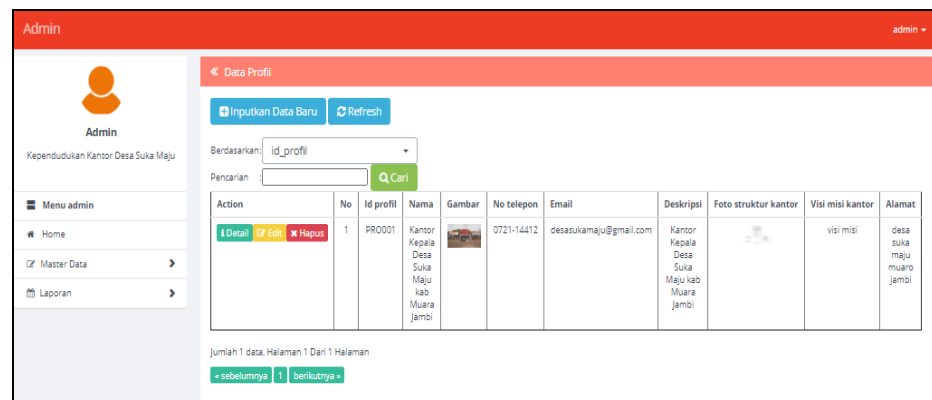 Admin
admin
Admin
Kependudukan Kantor Desa Suka Maju
Menu admin
Home
Master Data
Laporan
« Data Profil
Inputkan Data Baru Refresh
Berdasarkan: id_profil
Pencarian : Cari
Action No Id profil Nama Gambar No telepon Email Deskripsi Foto struktur kantor Visi misi kantor Alamat
Detail Edit Hapus 1 PRO001 Kantor 0721-14412 desasukamaju@gmail.com Kantor visi misi desa
Kepala Kepala suka
Desa Desa maju
Suka Suka muaro
Maju Maju kab jambi
kab Muara
Muara Jambi
Jambi
Jumlah 1 data, Halaman 1 Dari 1 Halaman
« sebelumnya 1 berikutnya »